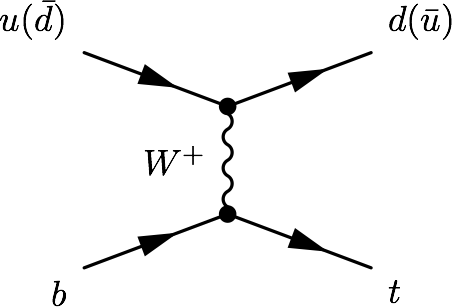 u(d̄) d(ū)
W⁺
b t